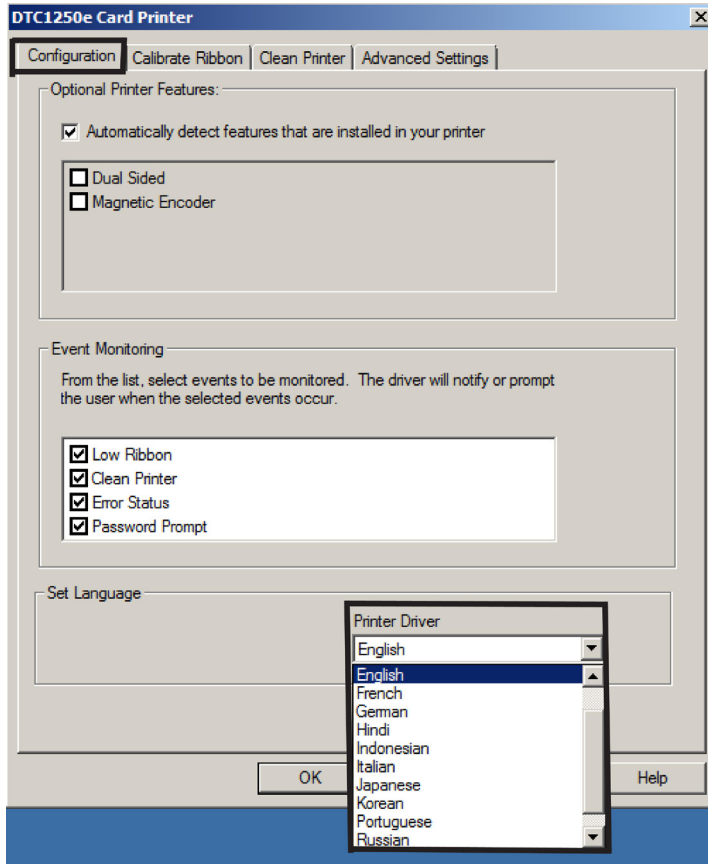 DTC1250e Card Printer
Configuration Calibrate Ribbon Clean Printer Advanced Settings
Optional Printer Features:
Automatically detect features that are installed in your printer
Dual Sided
Magnetic Encoder
Event Monitoring
From the list, select events to be monitored. The driver will notify or prompt
the user when the selected events occur.
Low Ribbon
Clean Printer
Error Status
Password Prompt
Set Language
Printer Driver
English
English
French
German
Hindi
Indonesian
Italian
Japanese
Korean
Portuguese
Russian
OK
Help